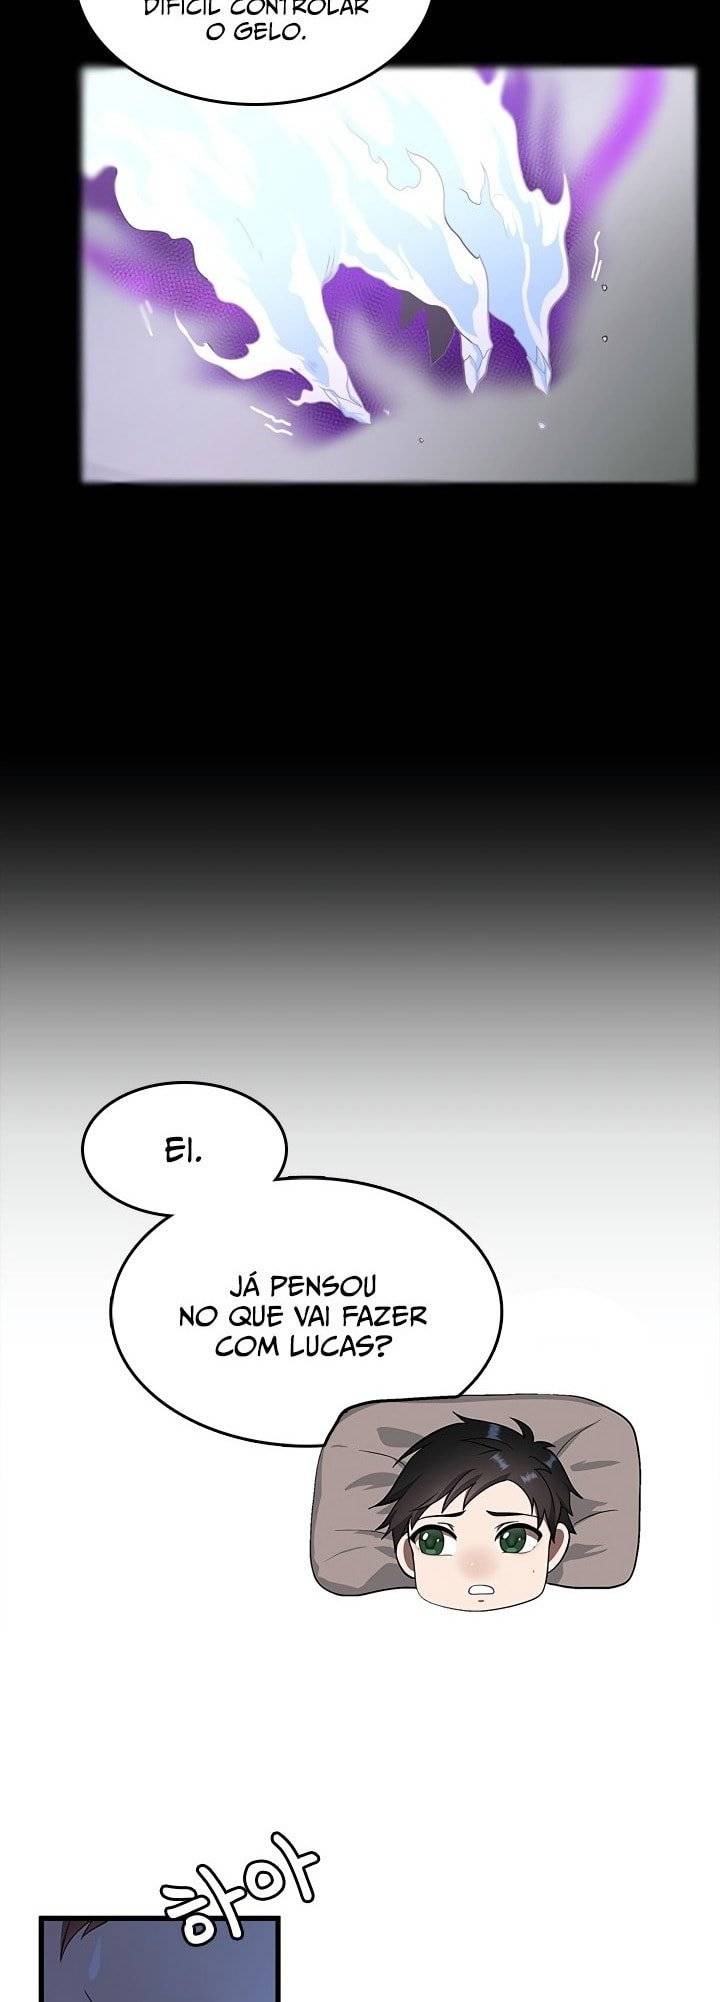 DIFÍCIL CONTROLAR
O GELO.
EI.
JÁ PENSOU
NO QUE VAI FAZER
COM LUCAS?
하아